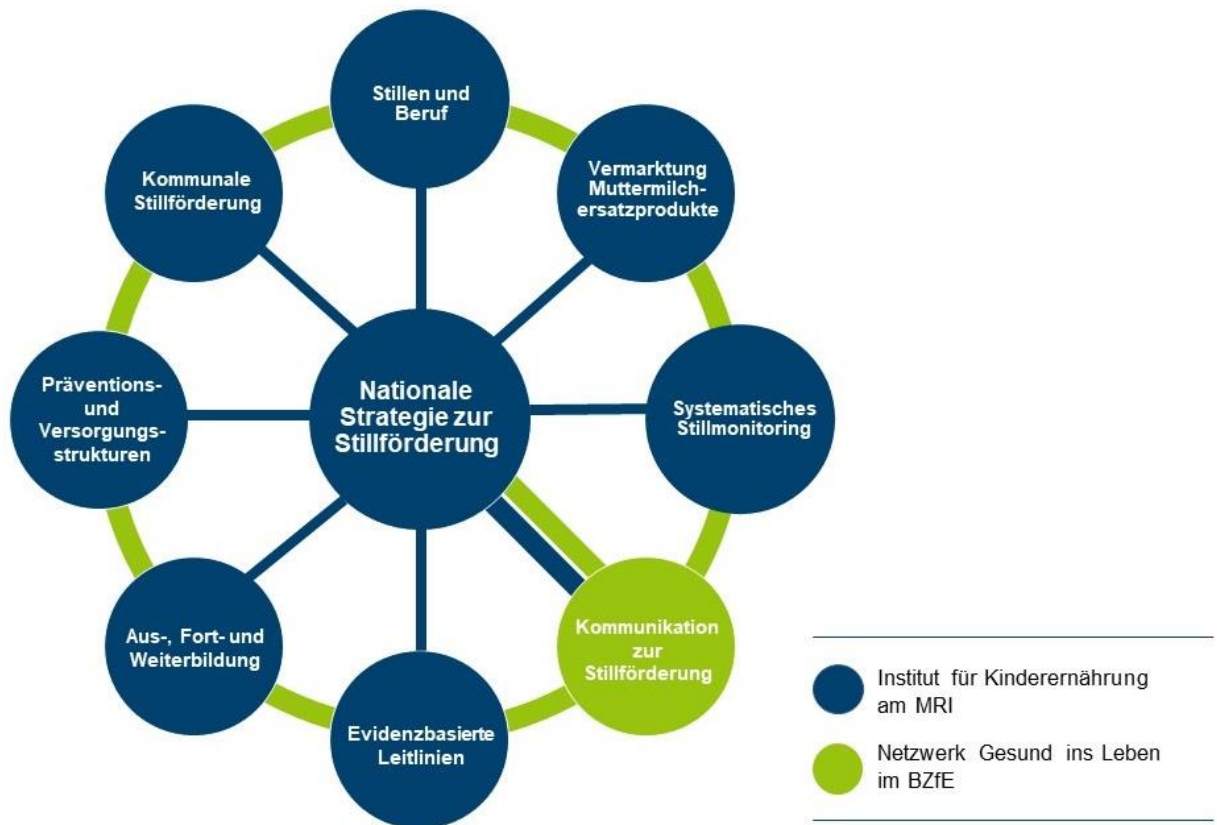 Stillen und
Beruf
Vermarktung
Muttermilch-
ersatzprodukte
Systematisches
Stillmonitoring
Kommunikation
zur
Stillförderung
Evidenzbasierte
Leitlinien
Aus-, Fort- und
Weiterbildung
Präventions-
und
Versorgungs-
strukturen
Kommunale
Stillförderung
Nationale
Strategie zur
Stillförderung
Institut für Kinderernährung
am MRI
Netzwerk Gesund ins Leben
im BZfE